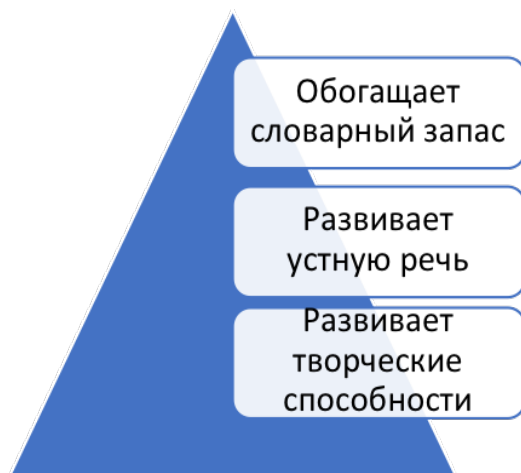 Обогащает
словарный запас
Развивает
устную речь
Развивает
творческие
способности